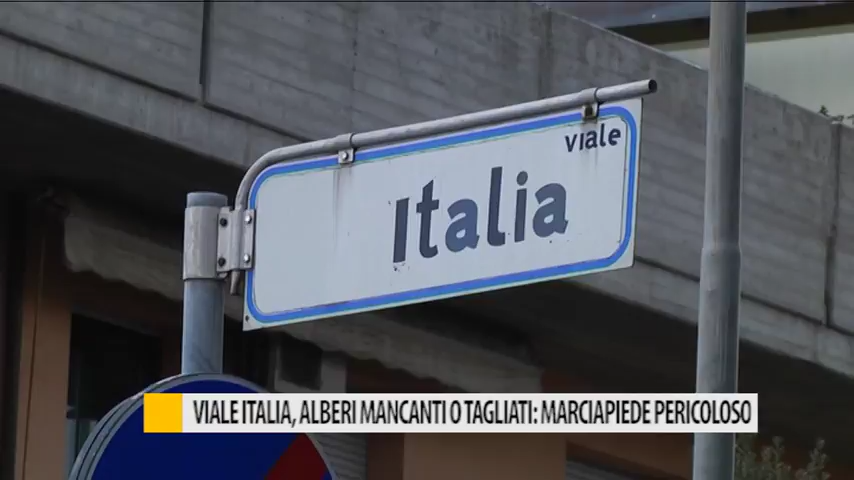 viale
Italia
VIALE ITALIA, ALBERI MANCANTI O TAGLIATI: MARCIAPIEDE PERICOLOSO